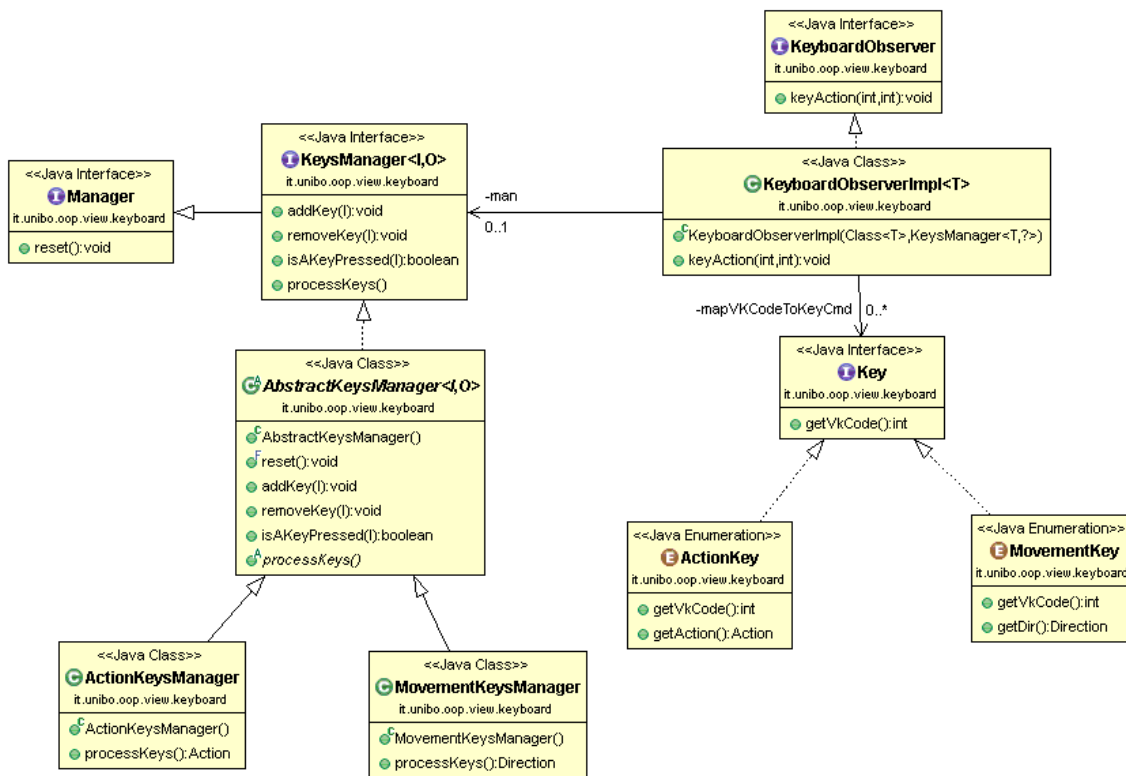 <<Java Interface>>
KeyboardObserver
it.unibo.oop.view.keyboard
keyAction(int,int):void
<<Java Interface>>
KeysManager<I,O>
it.unibo.oop.view.keyboard
addKey(I):void
removeKey(I):void
isAKeyPressed(I):boolean
processKeys()
<<Java Interface>>
Manager
it.unibo.oop.view.keyboard
reset():void
-man
0..1
<<Java Class>>
KeyboardObserverImpl<T>
it.unibo.oop.view.keyboard
KeyboardObserverImpl(Class<T>,KeysManager<T,?>)
keyAction(int,int):void
-mapVKCodeToKeyCmd
0..*
<<Java Interface>>
Key
it.unibo.oop.view.keyboard
getVkCode():int
<<Java Class>>
AbstractKeysManager<I,O>
it.unibo.oop.view.keyboard
AbstractKeysManager()
reset():void
addKey(I):void
removeKey(I):void
isAKeyPressed(I):boolean
processKeys()
<<Java Enumeration>>
ActionKey
it.unibo.oop.view.keyboard
getVkCode():int
getAction():Action
<<Java Enumeration>>
MovementKey
it.unibo.oop.view.keyboard
getVkCode():int
getDir():Direction
<<Java Class>>
ActionKeysManager
it.unibo.oop.view.keyboard
ActionKeysManager()
processKeys():Action
<<Java Class>>
MovementKeysManager
it.unibo.oop.view.keyboard
MovementKeysManager()
processKeys():Direction